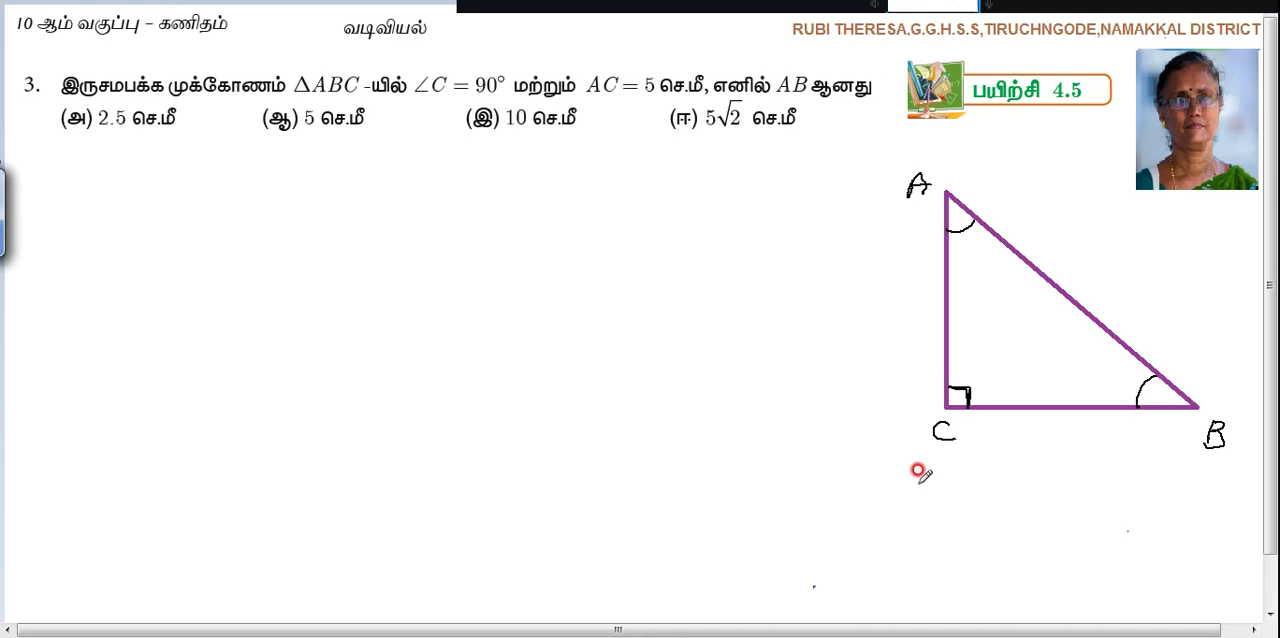 10 ஆம் வகுப்பு – கணிதம்
வடிவியல்
RUBI THERESA,G.G.H.S.S,TIRUCHNGODE,NAMAKKAL DISTRICT
3. இருசமபக்க முக்கோணம் ΔABC -யில் ∠C = 90° மற்றும் AC = 5 செ.மீ, எனில் AB ஆனது
(அ) 2.5 செ.மீ (ஆ) 5 செ.மீ (இ) 10 செ.மீ (ஈ) 5√2 செ.மீ
பயிற்சி 4.5
A
C
B